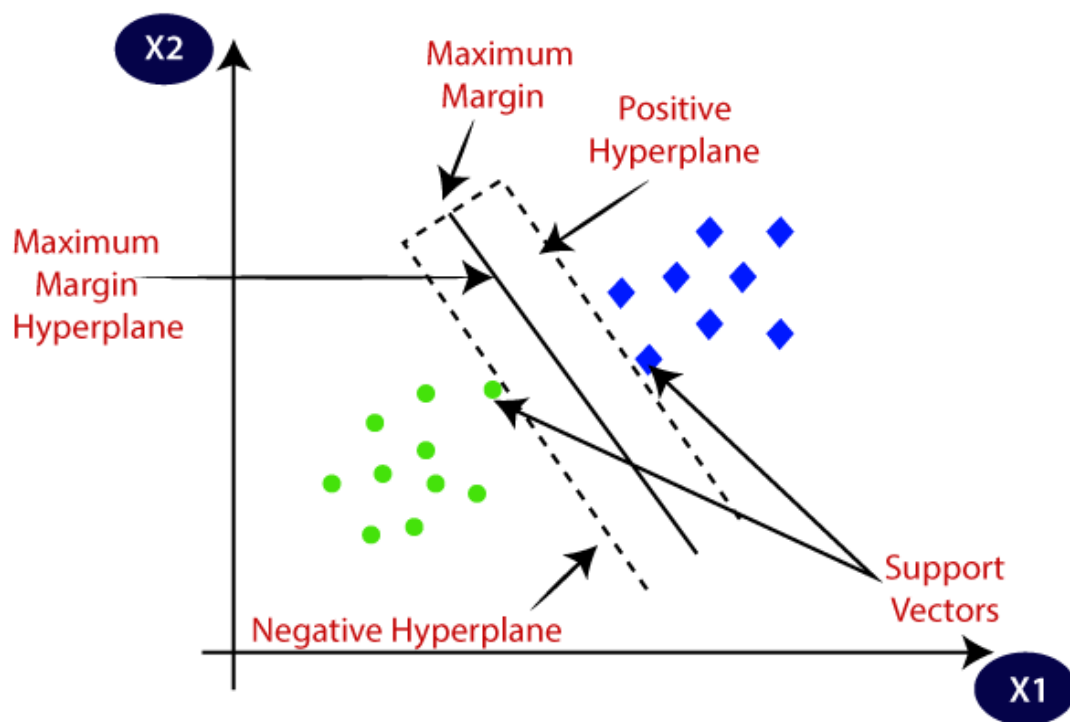 X2
Maximum
Margin
Positive
Hyperplane
Maximum
Margin
Hyperplane
Support
Vectors
Negative Hyperplane
X1